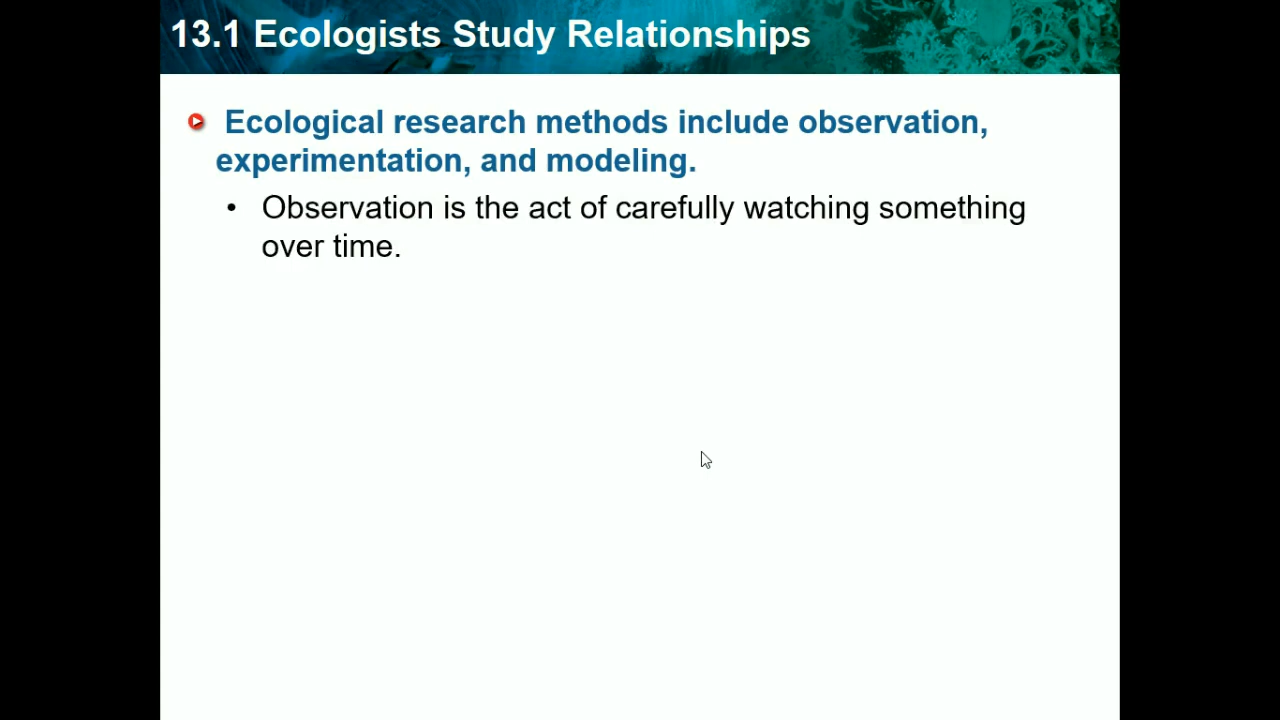 13.1 Ecologists Study Relationships
Ecological research methods include observation,
experimentation, and modeling.
• Observation is the act of carefully watching something
over time.